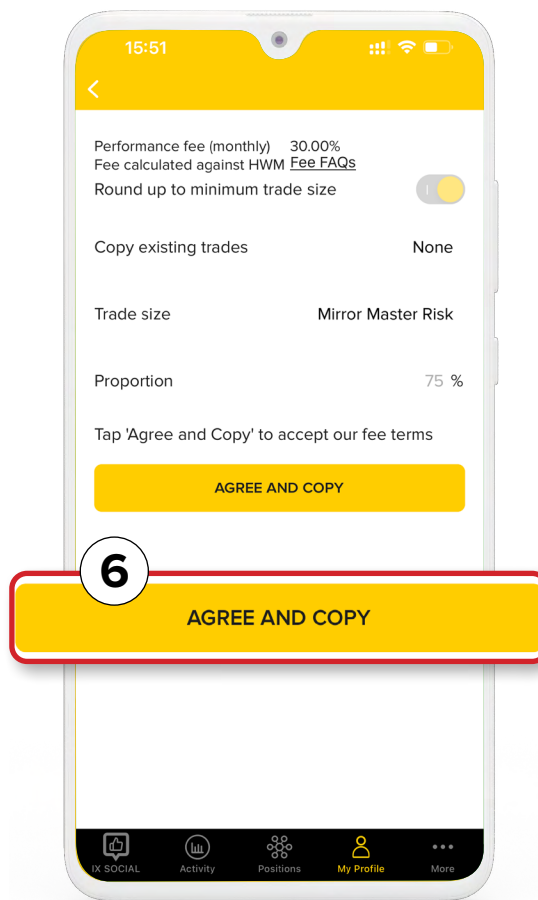 15:51
Performance fee (monthly) 30.00%
Fee calculated against HWM Fee FAQs
Round up to minimum trade size
Copy existing trades None
Trade size Mirror Master Risk
Proportion 75 %
Tap 'Agree and Copy' to accept our fee terms
AGREE AND COPY
6
AGREE AND COPY
IX SOCIAL Activity Positions My Profile More